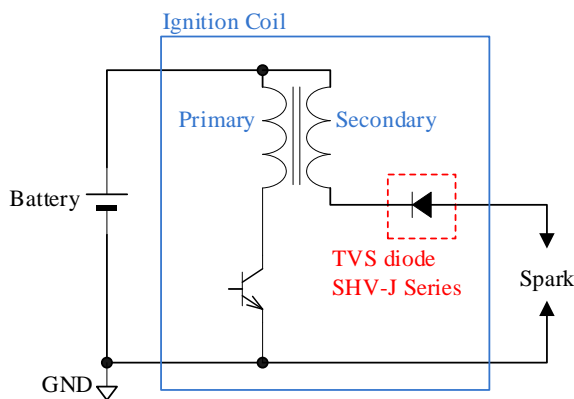 Ignition Coil
Primary
Secondary
Battery
TVS diode
SHV-J Series
Spark
GND